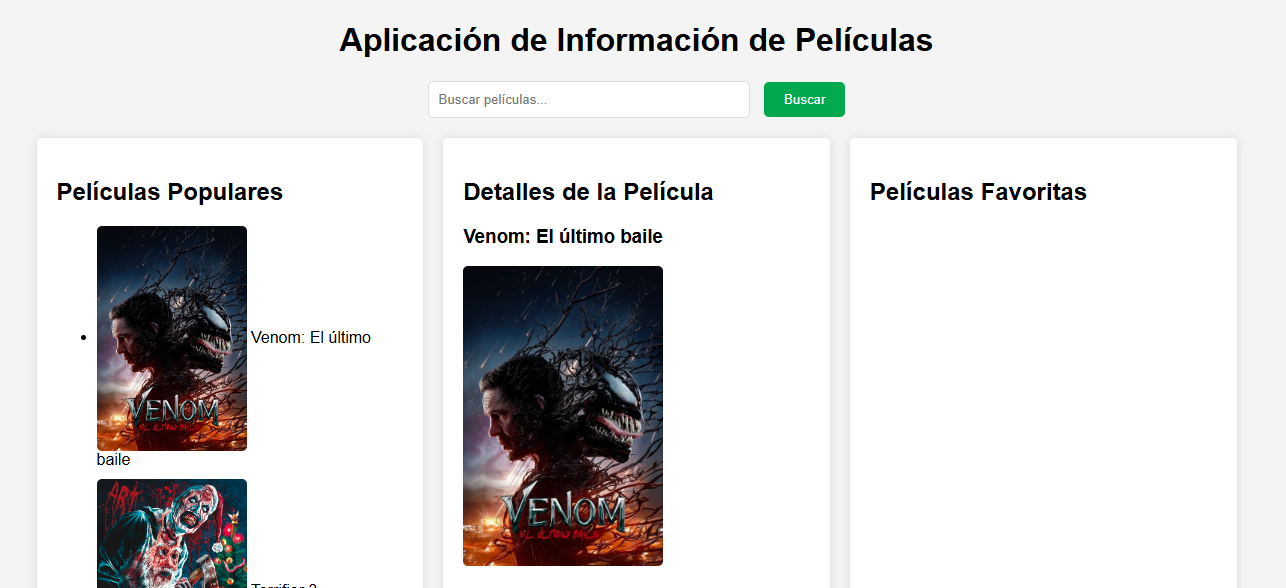 Aplicación de Información de Películas
Buscar películas...
Buscar
Películas Populares
VENOM
EL ÚLTIMO BAILE
Venom: El último
baile
ART
Terrifier 3
Detalles de la Película
Venom: El último baile
VENOM
EL ÚLTIMO BAILE
Películas Favoritas